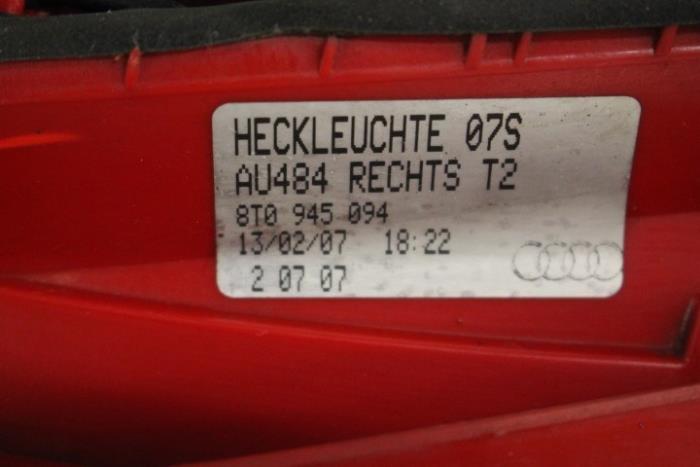 HECKLEUCHTE 07S
AU484 RECHTS T2
8T0 945 094
13/02/07 18:22
2 07 07